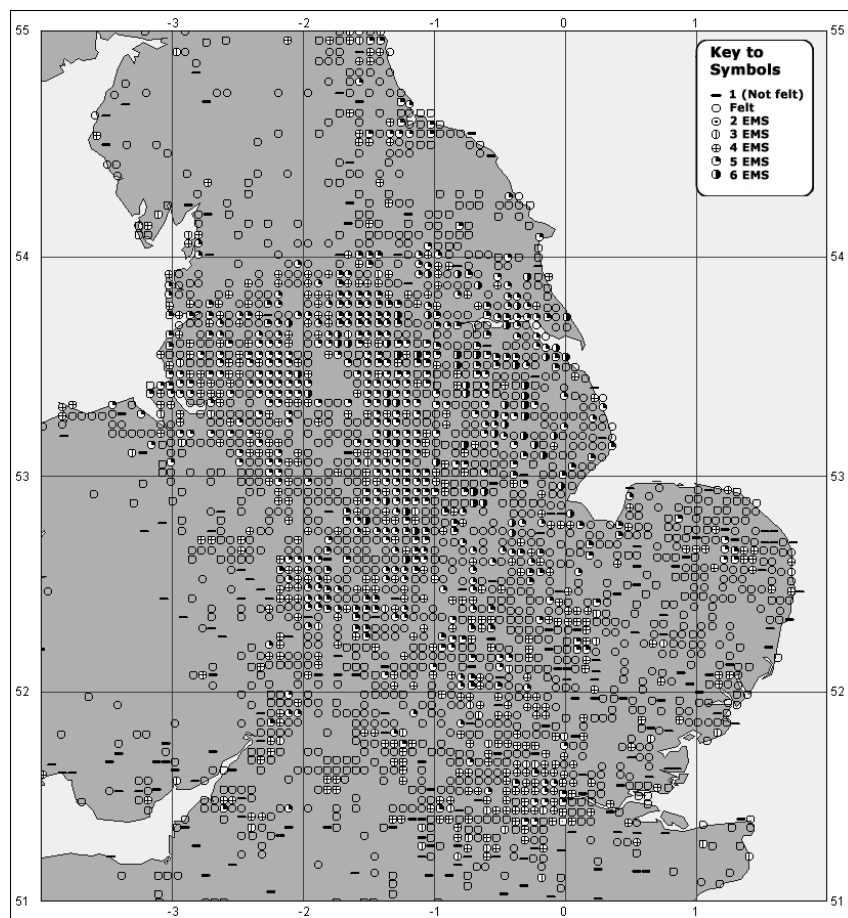 -3 -2 -1 0 1
55 55
Key to
Symbols
1 (Not felt)
Felt
2 EMS
3 EMS
4 EMS
5 EMS
6 EMS
54 54
53 53
52 52
51 51
-3 -2 -1 0 1